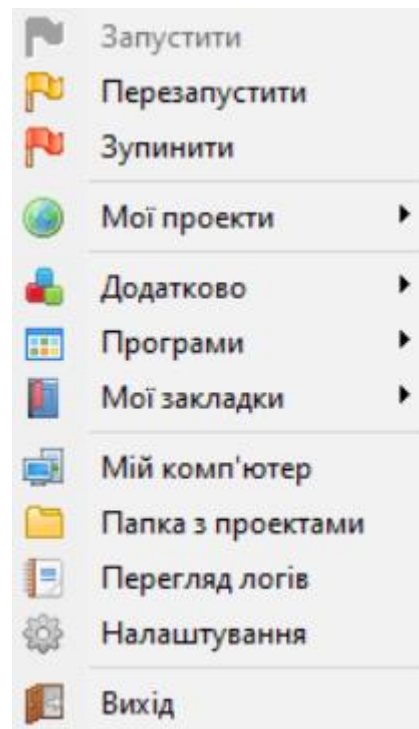 Запустити
Перезапустити
Зупинити
Мої проекти
Додатково
Програми
Мої закладки
Мій комп'ютер
Папка з проектами
Перегляд логів
Налаштування
Вихід